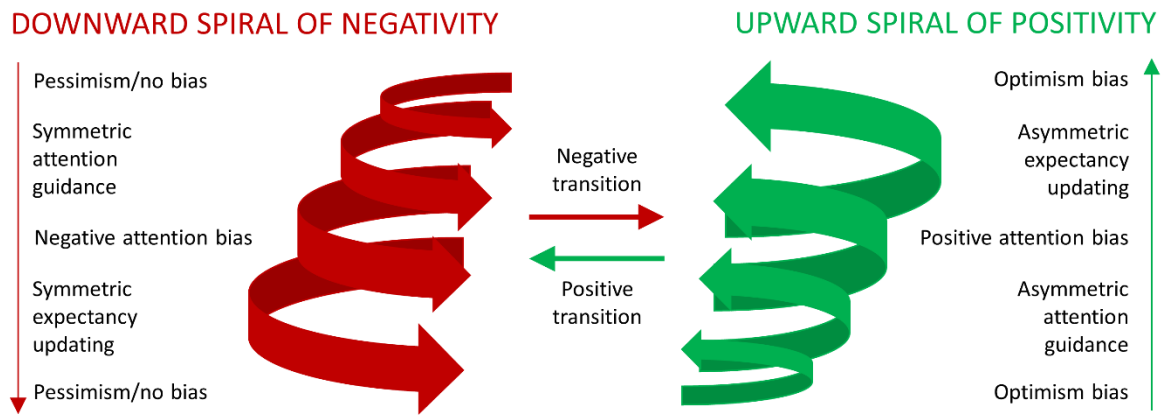 DOWNWARD SPIRAL OF NEGATIVITY
Pessimism/no bias
Symmetric
attention
guidance
Negative attention bias
Symmetric
expectancy
updating
Pessimism/no bias
Negative
transition
Positive
transition
UPWARD SPIRAL OF POSITIVITY
Optimism bias
Asymmetric
expectancy
updating
Positive attention bias
Asymmetric
attention
guidance
Optimism bias